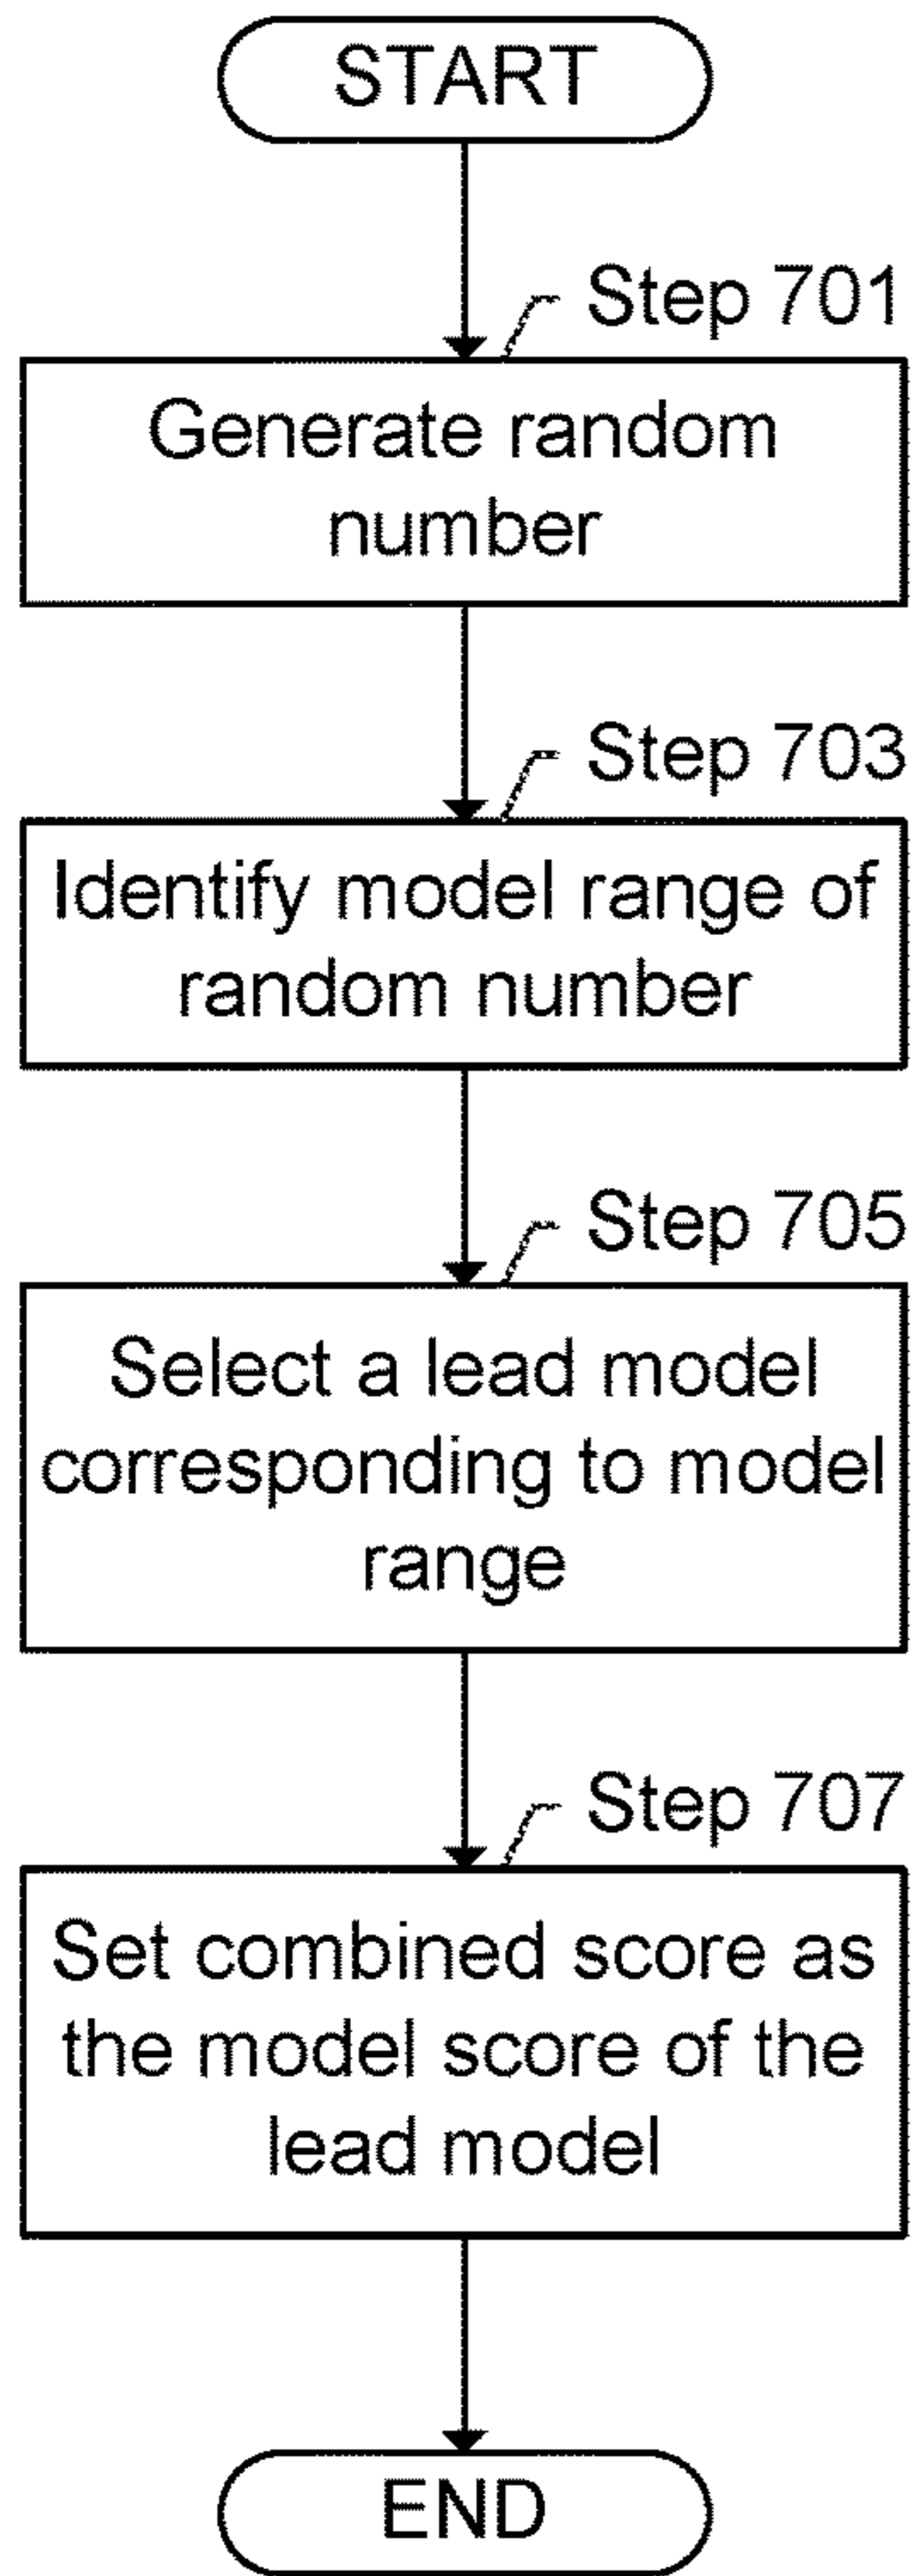 START
Step 701
Generate random
number
Step 703
Identify model range of
random number
Step 705
Select a lead model
corresponding to model
range
Step 707
Set combined score as
the model score of the
lead model
END